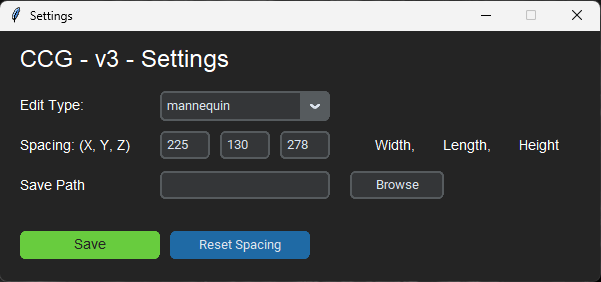 Settings
CCG - v3 - Settings
Edit Type: mannequin
Spacing: (X, Y, Z) 225 130 278 Width, Length, Height
Save Path Browse
Save Reset Spacing